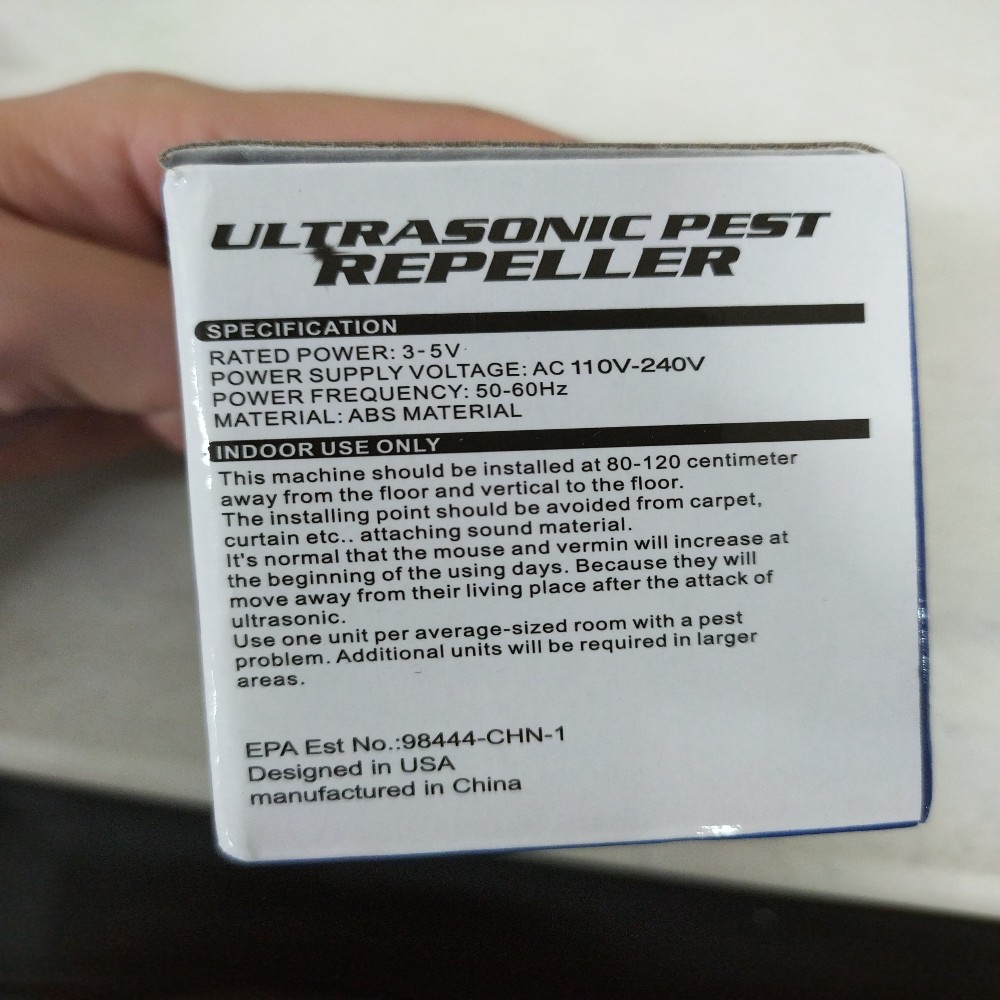 ULTRASONIC PEST
REPELLER
SPECIFICATION
RATED POWER: 3-5V
POWER SUPPLY VOLTAGE: AC 110V-240V
POWER FREQUENCY: 50-60Hz
MATERIAL: ABS MATERIAL
INDOOR USE ONLY
This machine should be installed at 80-120 centimeter
away from the floor and vertical to the floor.
The installing point should be avoided from carpet,
curtain etc.. attaching sound material.
It's normal that the mouse and vermin will increase at
the beginning of the using days. Because they will
move away from their living place after the attack of
ultrasonic.
Use one unit per average-sized room with a pest
problem. Additional units will be required in larger
areas.
EPA Est No.:98444-CHN-1
Designed in USA
manufactured in China